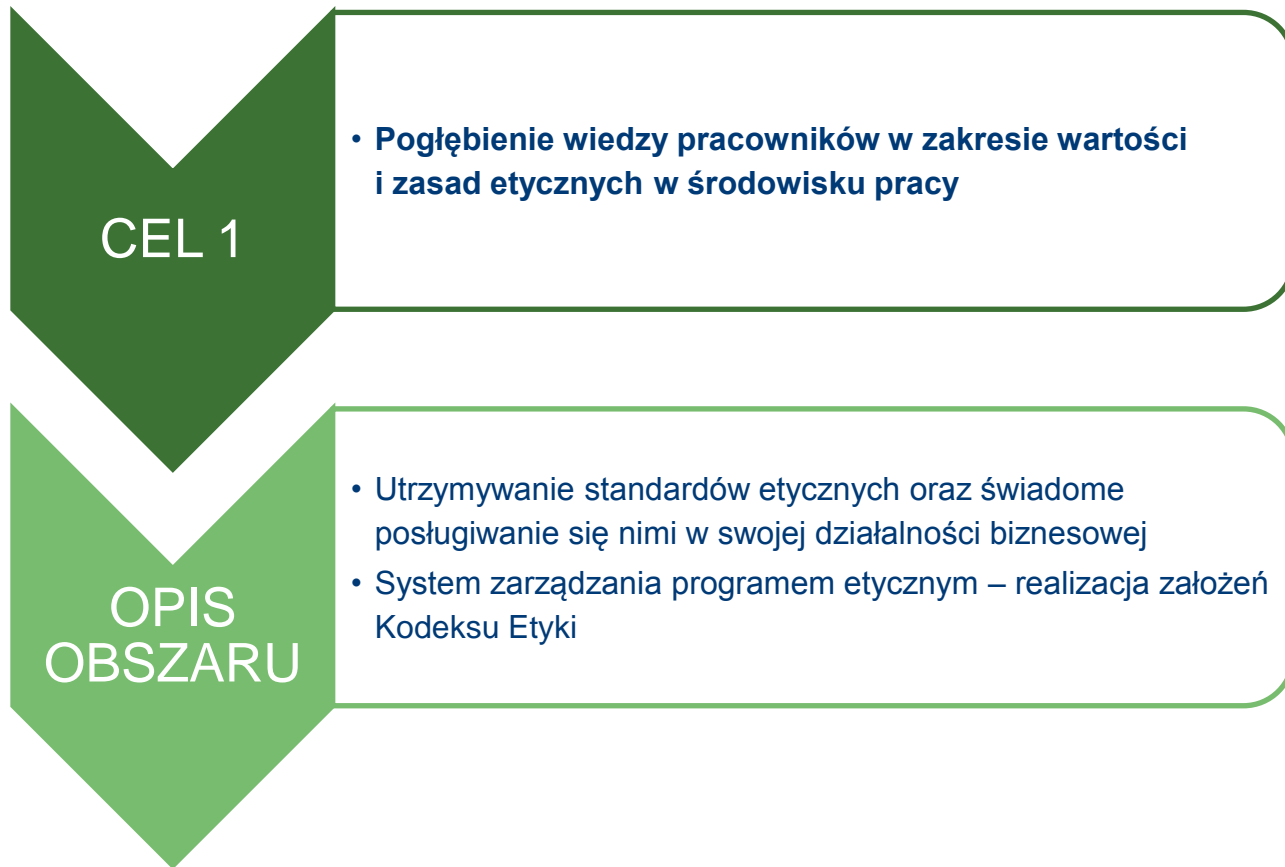 CEL 1
• Pogłębienie wiedzy pracowników w zakresie wartości
i zasad etycznych w środowisku pracy
OPIS
OBSZARU
• Utrzymywanie standardów etycznych oraz świadome
posługiwanie się nimi w swojej działalności biznesowej
• System zarządzania programem etycznym – realizacja założeń
Kodeksu Etyki